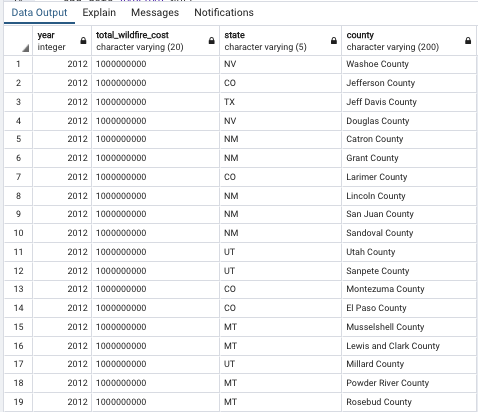 Data Output Explain Messages Notifications
year total_wildfire_cost state county
integer character varying (20) character varying (5) character varying (200)
1 2012 1000000000 NV Washoe County
2 2012 1000000000 CO Jefferson County
3 2012 1000000000 TX Jeff Davis County
4 2012 1000000000 NV Douglas County
5 2012 1000000000 NM Catron County
6 2012 1000000000 NM Grant County
7 2012 1000000000 CO Larimer County
8 2012 1000000000 NM Lincoln County
9 2012 1000000000 NM San Juan County
10 2012 1000000000 NM Sandoval County
11 2012 1000000000 UT Utah County
12 2012 1000000000 UT Sanpete County
13 2012 1000000000 CO Montezuma County
14 2012 1000000000 CO El Paso County
15 2012 1000000000 MT Musselshell County
16 2012 1000000000 MT Lewis and Clark County
17 2012 1000000000 UT Millard County
18 2012 1000000000 MT Powder River County
19 2012 1000000000 MT Rosebud County